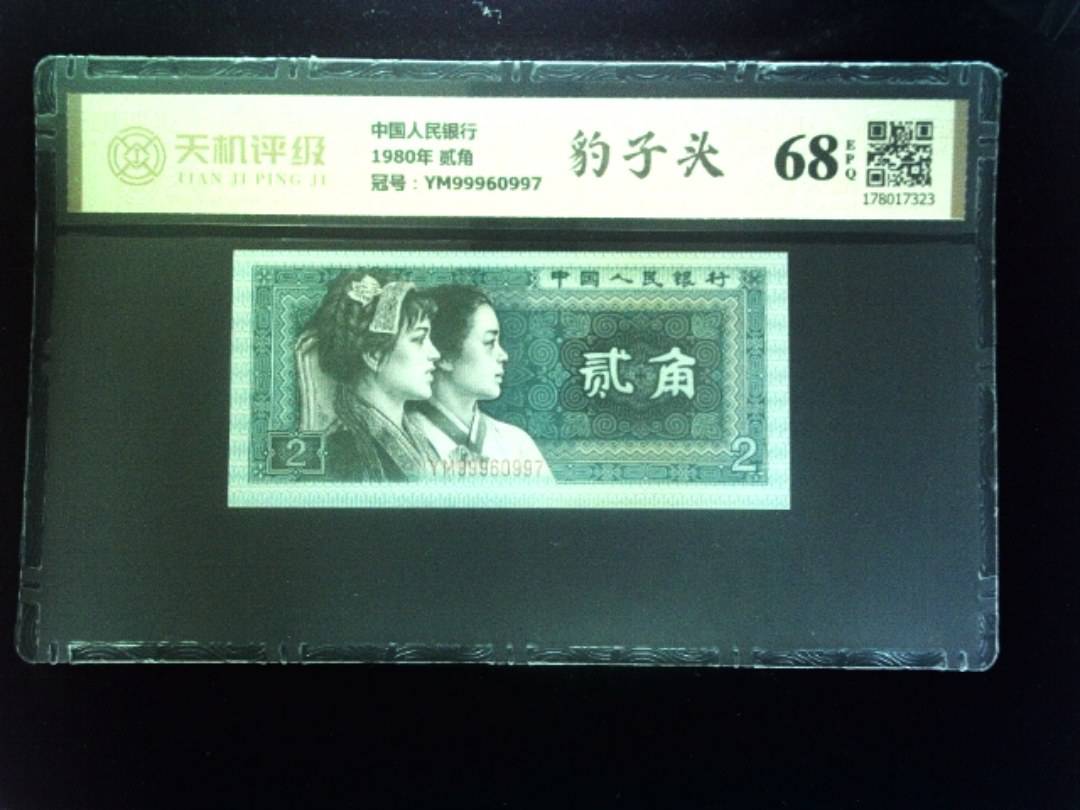 天机评级
TIAN JI PING JI
中国人民银行
1980年 贰角
冠号：YM99960997
豹子头
68
EPQ
178017323
中国人民银行
贰角
2
2
YM99960997